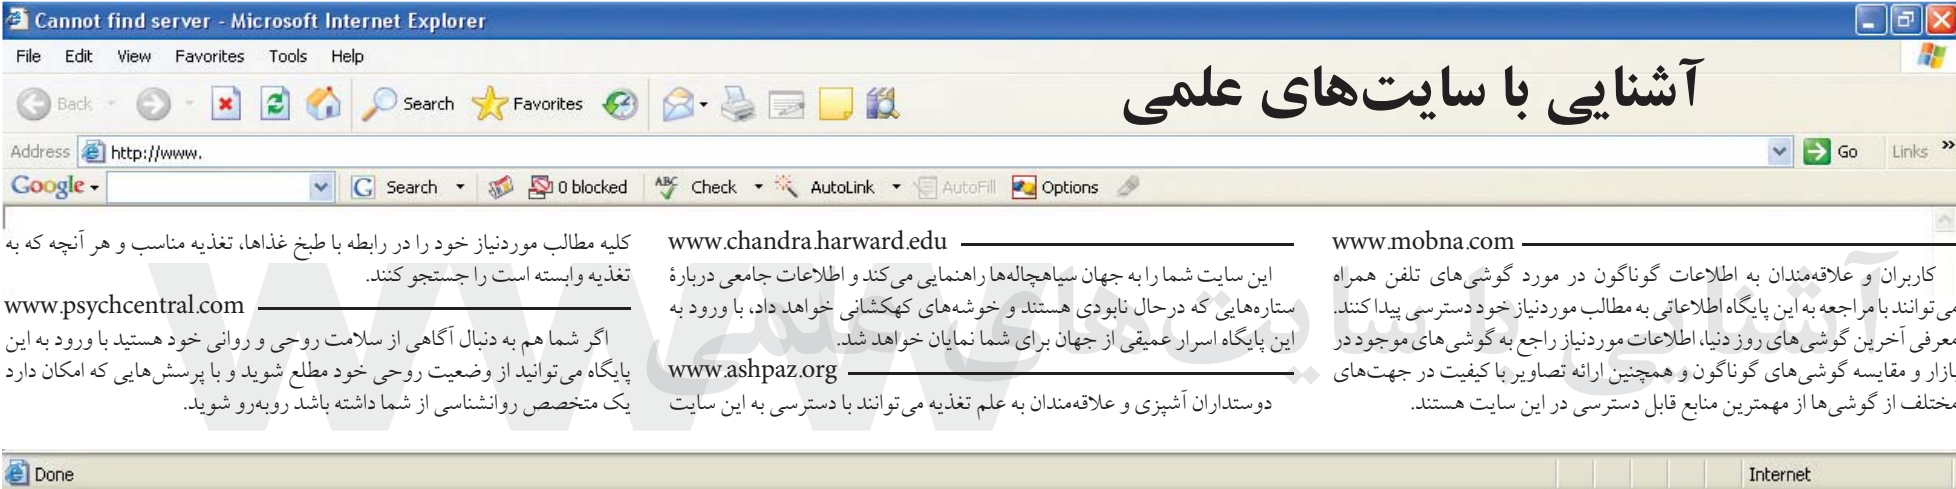 Cannot find server - Microsoft Internet Explorer
File Edit View Favorites Tools Help
آشنایی با سایت‌های علمی
Back Search Favorites
Address http://www. Go Links »
Google Search 0 blocked ABC Check AutoLink AutoFill Options
www.mobna.com
کاربران و علاقه‌مندان به اطلاعات گوناگون در مورد گوشی‌های تلفن همراه
می‌توانند با مراجعه به این پایگاه اطلاعاتی به مطالب موردنیاز خود دسترسی پیدا کنند.
معرفی آخرین گوشی‌های روز دنیا، اطلاعات موردنیاز راجع به گوشی‌های موجود در
بازار و مقایسه گوشی‌های گوناگون و همچنین ارائه تصاویر با کیفیت در جهت‌های
مختلف از گوشی‌ها از مهمترین منابع قابل دسترسی در این سایت هستند.
www.chandra.harward.edu
این سایت شما را به جهان سیاهچاله‌ها راهنمایی می‌کند و اطلاعات جامعی دربارۀ
ستاره‌هایی که درحال نابودی هستند و خوشه‌های کهکشانی خواهد داد، با ورود به
این پایگاه اسرار عمیقی از جهان برای شما نمایان خواهد شد.
www.ashpaz.org
دوستداران آشپزی و علاقه‌مندان به علم تغذیه می‌توانند با دسترسی به این سایت
کلیه مطالب موردنیاز خود را در رابطه با طبخ غذاها، تغذیه مناسب و هر آنچه که به
تغذیه وابسته است را جستجو کنند.
www.psychcentral.com
اگر شما هم به دنبال آگاهی از سلامت روحی و روانی خود هستید با ورود به این
پایگاه می‌توانید از وضعیت روحی خود مطلع شوید و با پرسش‌هایی که امکان دارد
یک متخصص روانشناسی از شما داشته باشد روبه‌رو شوید.
آشنایی با سایت‌های علمی
www
Done Internet